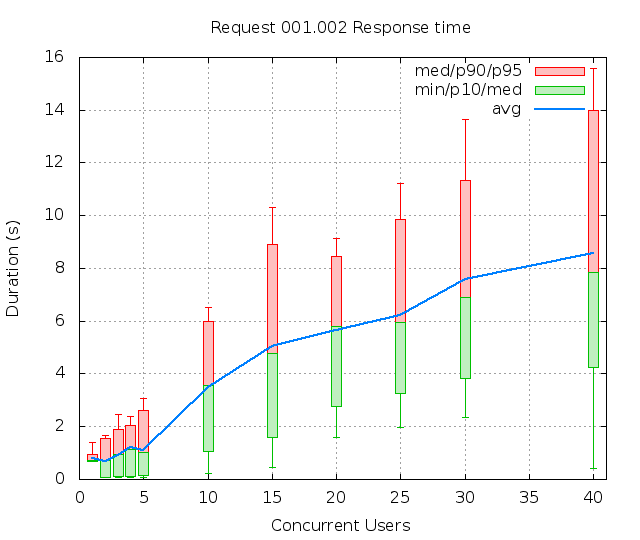 Request 001.002 Response time
med/p90/p95
min/p10/med
avg
Duration (s)
16
14
12
10
8
6
4
2
0
0 5 10 15 20 25 30 35 40
Concurrent Users